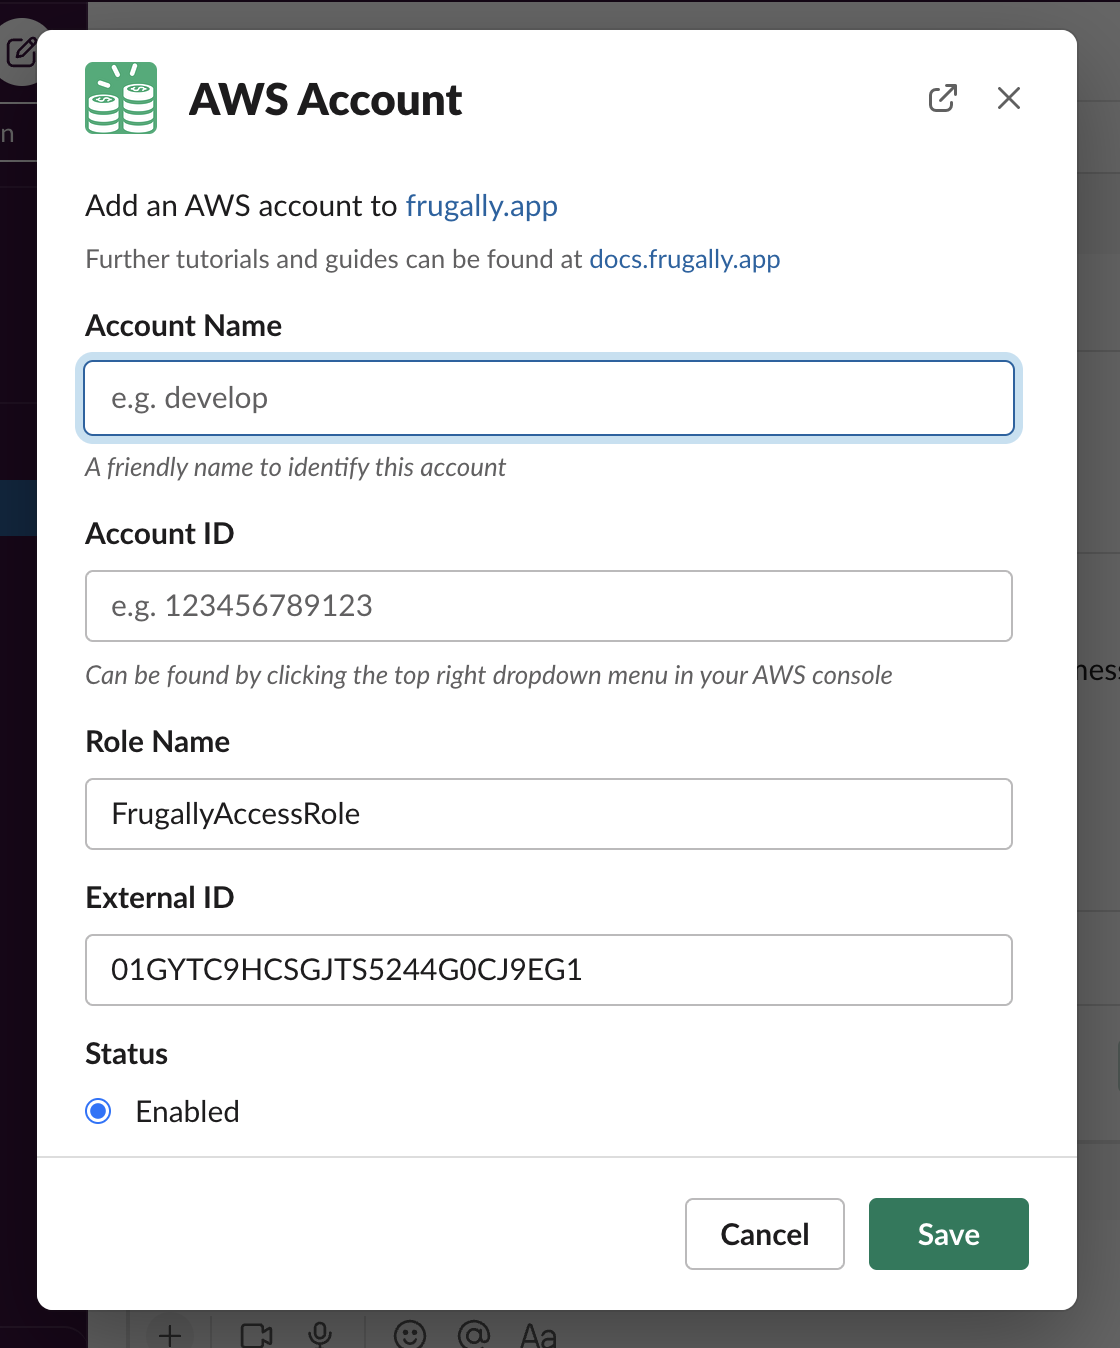 AWS Account
n
Add an AWS account to frugally.app
Further tutorials and guides can be found at docs.frugally.app
Account Name
e.g. develop
A friendly name to identify this account
Account ID
e.g. 123456789123
Can be found by clicking the top right dropdown menu in your AWS console
nes
Role Name
FrugallyAccessRole
External ID
01GYTC9HCSGJTS5244G0CJ9EG1
Status
Enabled
Cancel
Save
Aa